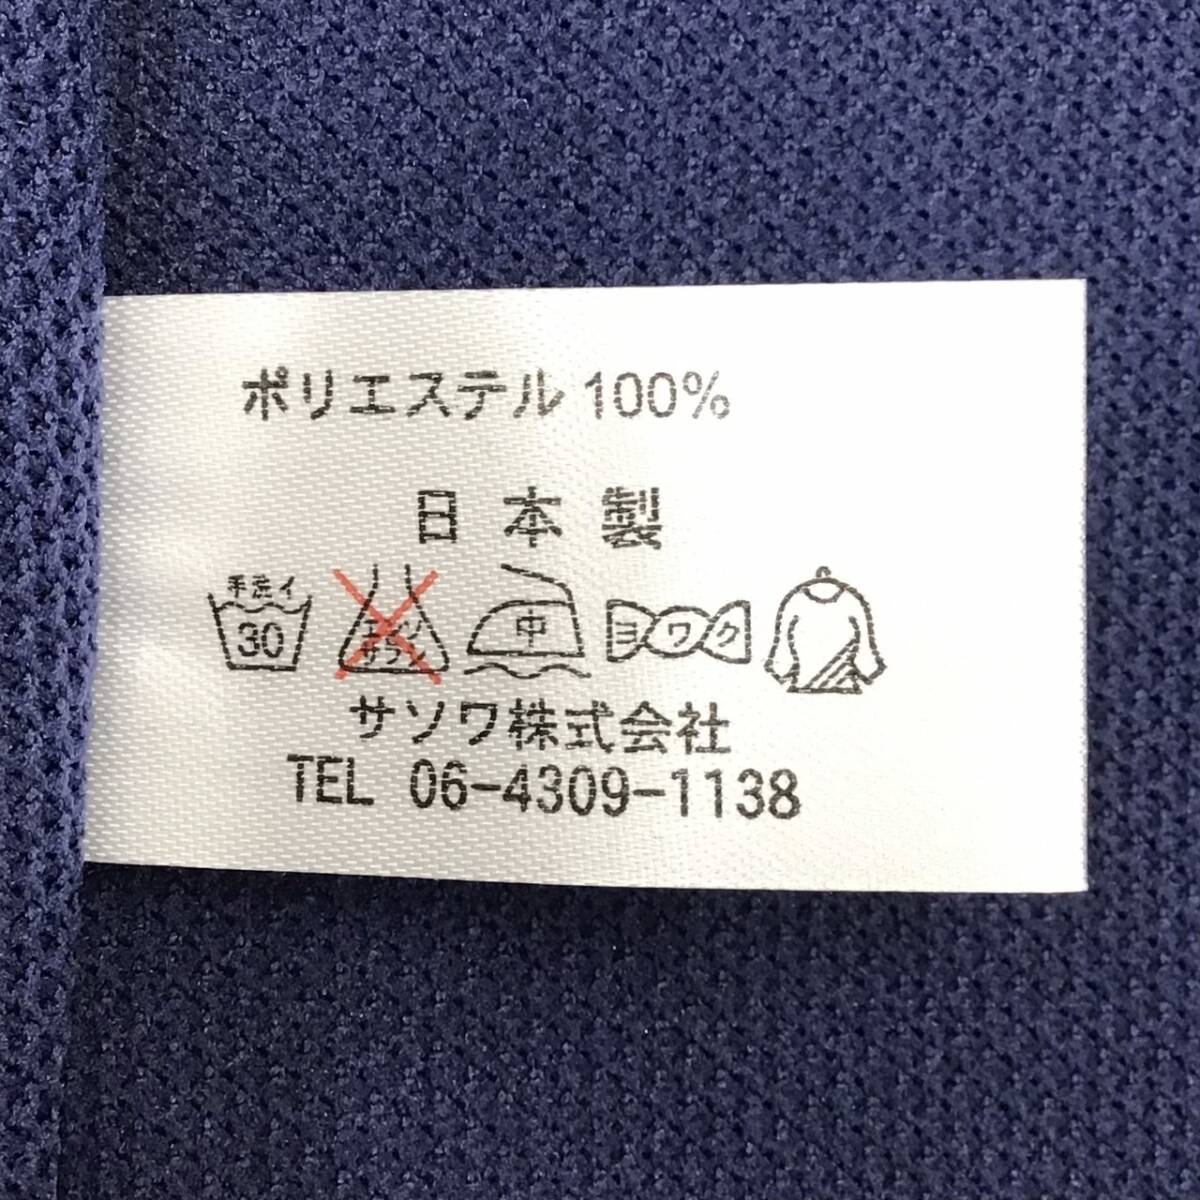 ポリエステル 100%
日本製
手洗イ
30
エンソサラシ
中
ヨワク
サソワ株式会社
TEL 06-4309-1138